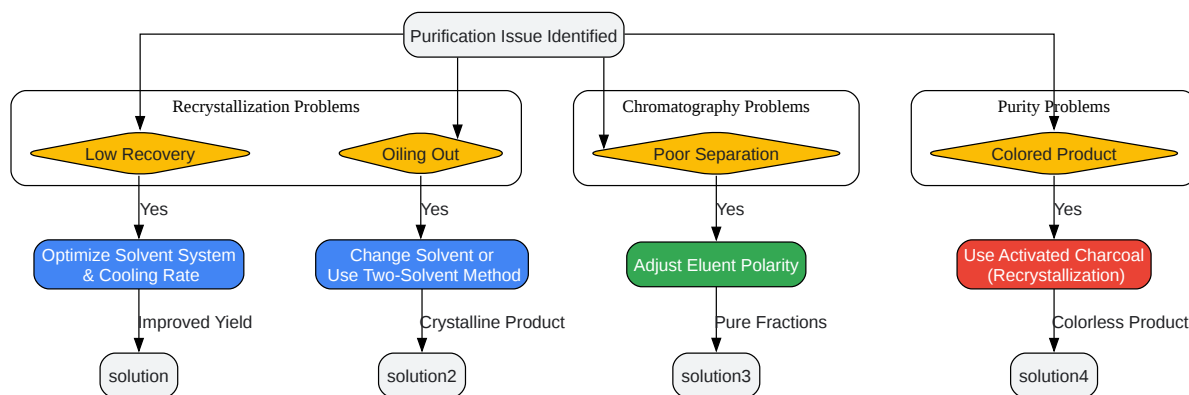 Purification Issue Identified
Recrystallization Problems
Chromatography Problems
Purity Problems
Low Recovery
Oiling Out
Poor Separation
Colored Product
Yes
Yes
Yes
Yes
Optimize Solvent System
& Cooling Rate
Change Solvent or
Use Two-Solvent Method
Adjust Eluent Polarity
Use Activated Charcoal
(Recrystallization)
Improved Yield
Crystalline Product
Pure Fractions
Colorless Product
solution
solution2
solution3
solution4